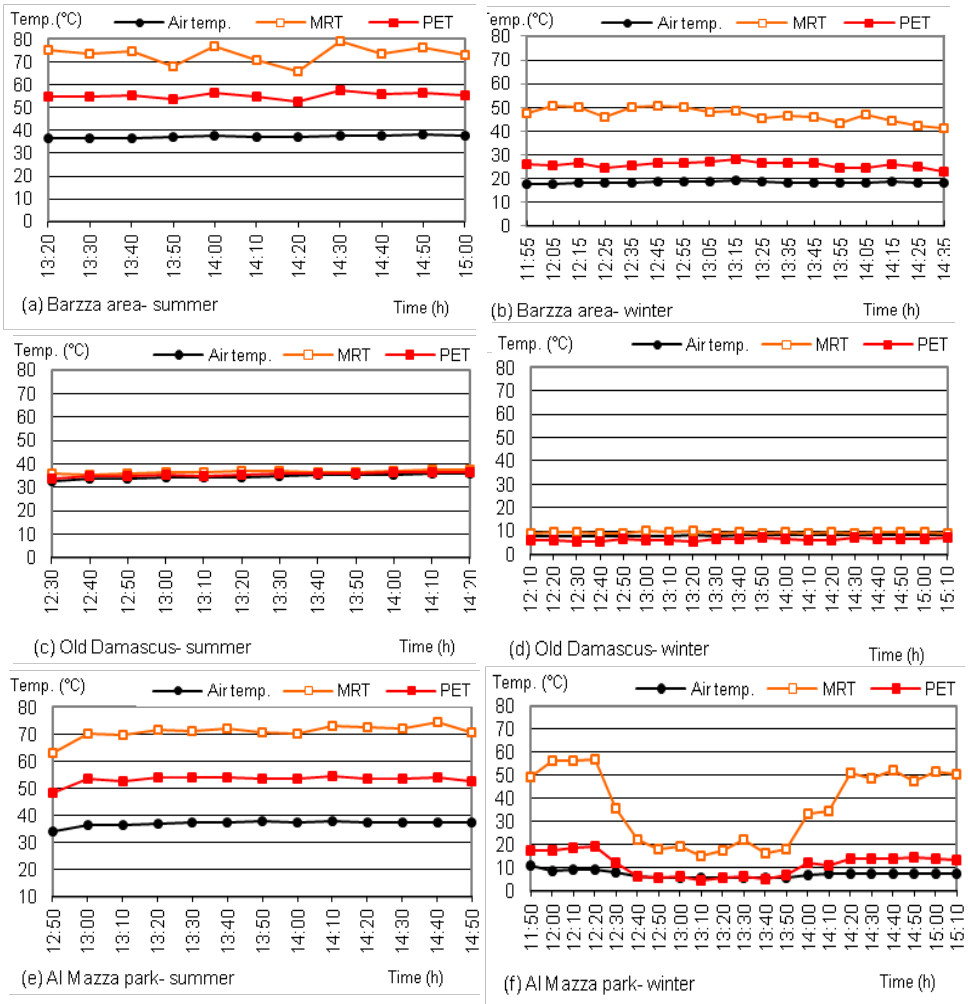 Temp.(°C) Air temp. MRT PET
80
70
60
50
40
30
20
10
0
13:20 13:30 13:40 13:50 14:00 14:10 14:20 14:30 14:40 14:50 15:00
(a) Barzza area- summer Time (h)
Temp.(°C) Air temp. MRT PET
80
70
60
50
40
30
20
10
0
11:55 12:05 12:15 12:25 12:35 12:45 12:55 13:05 13:15 13:25 13:35 13:45 13:55 14:05 14:15 14:25 14:35
(b) Barzza area- winter Time (h)
Temp. (°C) Air temp. MRT PET
80
70
60
50
40
30
20
10
0
12:30 12:40 12:50 13:00 13:10 13:20 13:30 13:40 13:50 14:00 14:10 14:20
(c) Old Damascus- summer Time (h)
Temp. (°C) Air temp. MRT PET
80
70
60
50
40
30
20
10
0
12:10 12:20 12:30 12:40 12:50 13:00 13:10 13:20 13:30 13:40 13:50 14:00 14:10 14:20 14:30 14:40 14:50 15:00 15:10
(d) Old Damascus- winter Time (h)
Temp. (°C) Air temp. MRT PET
80
70
60
50
40
30
20
10
12:50 13:00 13:10 13:20 13:30 13:40 13:50 14:00 14:10 14:20 14:30 14:40 14:50
(e) Al Mazza park- summer Time (h)
Temp. (°C) Air temp. MRT PET
80
70
60
50
40
30
20
10
0
11:50 12:00 12:10 12:20 12:30 12:40 12:50 13:00 13:10 13:20 13:30 13:40 13:50 14:00 14:10 14:20 14:30 14:40 14:50 15:00 15:10
(f) Al Mazza park- winter Time (h)